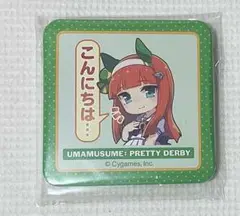 こんにちは…
UMAMUSUME: PRETTY DERBY
© Cygames, Inc.